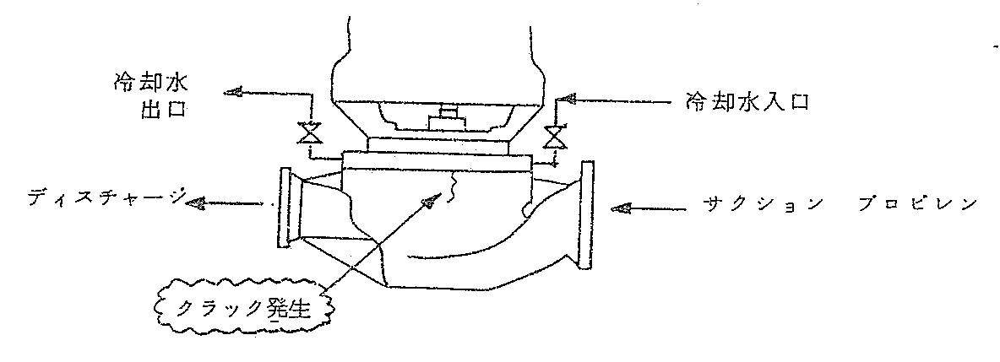 冷却水
出口
冷却水入口
ディスチャージ
サクション プロピレン
クラック発生